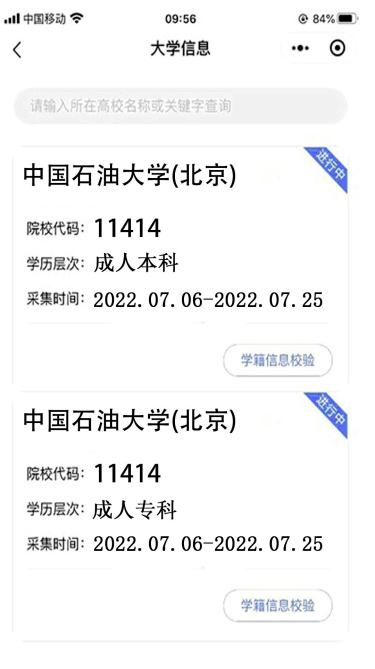 中国移动 09:56 84%
大学信息
请输入所在高校名称或关键字查询
进行中
中国石油大学(北京)
院校代码: 11414
学历层次: 成人本科
采集时间: 2022.07.06-2022.07.25
学籍信息校验
进行中
中国石油大学(北京)
院校代码: 11414
学历层次: 成人专科
采集时间: 2022.07.06-2022.07.25
学籍信息校验